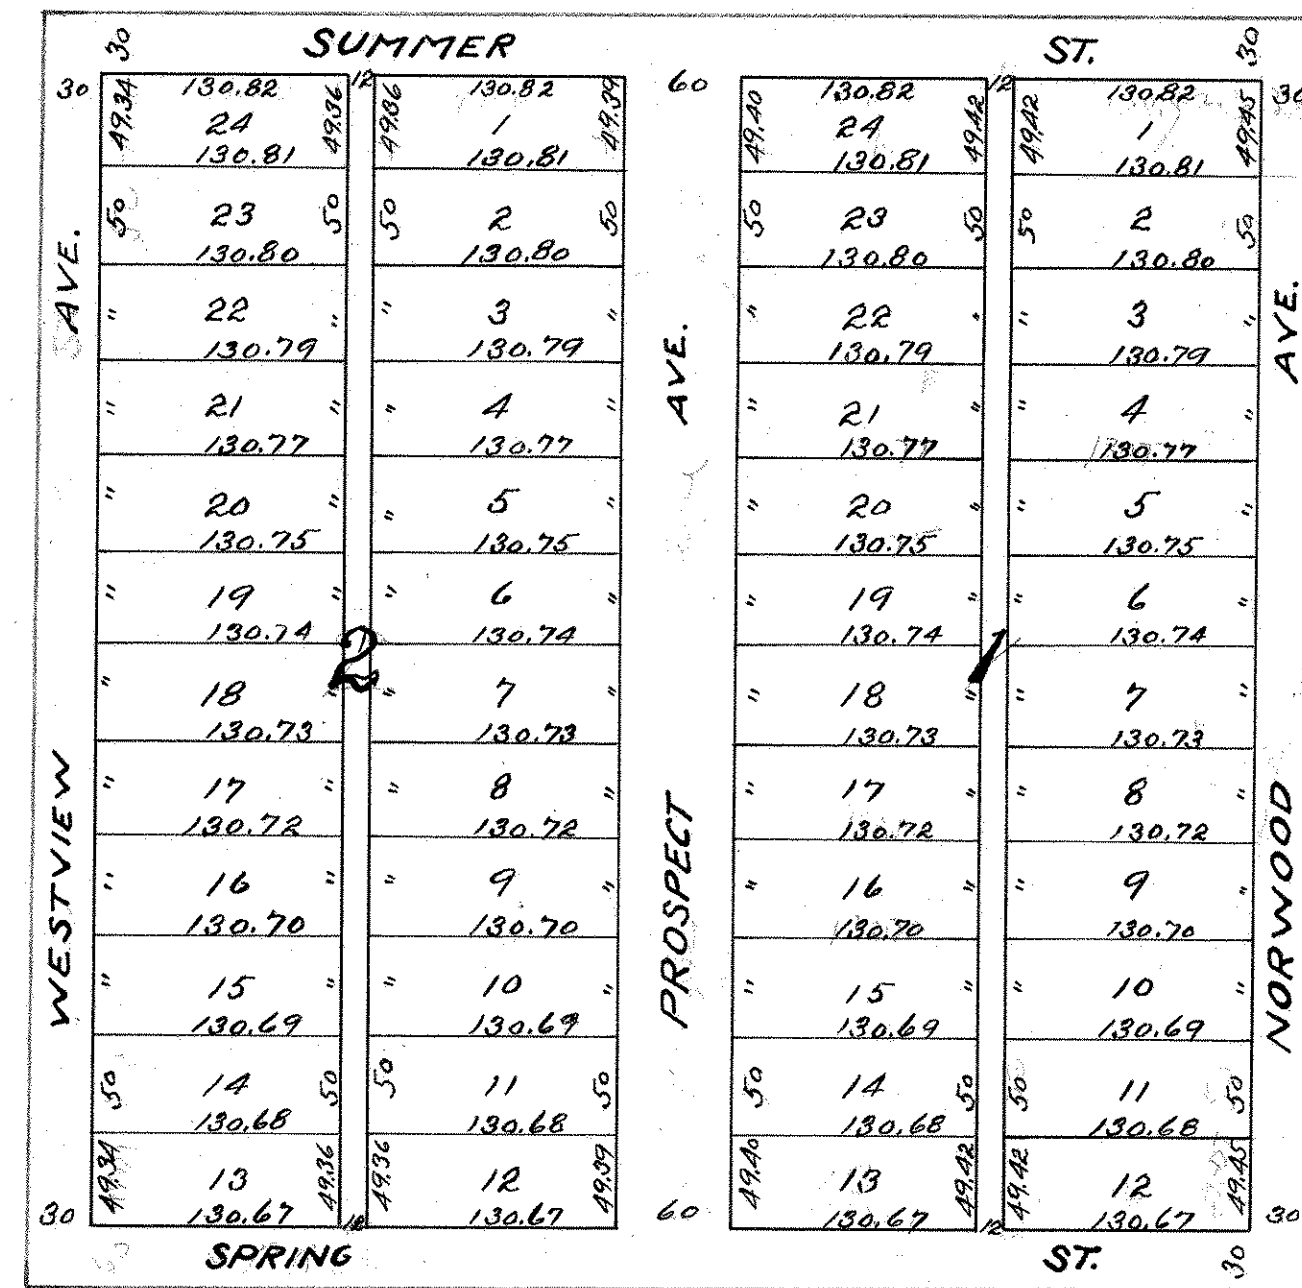 30 SUMMER ST. 30
30 49.34 130.82 49.36 12 49.36 130.82 49.39 60 49.40 130.82 49.42 12 49.42 130.82 49.45 30
24 1 24 1
130.81 130.81 130.81 130.81
50 23 50 50 2 50 50 23 50 50 2 50
130.80 130.80 130.80 130.80
" 22 " " 3 " " 22 " " 3 "
130.79 130.79 130.79 130.79
" 21 " " 4 " " 21 " " 4 "
130.77 130.77 130.77 130.77
" 20 " " 5 " " 20 " " 5 "
130.75 130.75 130.75 130.75
" 19 " " 6 " " 19 " " 6 "
130.74 130.74 130.74 130.74
2 1
" 18 " " 7 " " 18 " " 7 "
130.73 130.73 130.73 130.73
" 17 " " 8 " 17 " " 8 "
130.72 130.72 130.72 130.72
" 16 " " 9 " " 16 " " 9 "
130.70 130.70 130.70 130.70
" 15 " " 10 " " 15 " " 10 "
130.69 130.69 130.69 130.69
50 14 50 50 11 50 50 14 50 50 11 50
130.68 130.68 130.68 130.68
49.34 13 49.36 49.36 12 49.39 49.40 13 49.42 49.42 12 49.45
30 130.67 12 130.67 60 130.67 12 130.67 30
SPRING ST. 30
WESTVIEW AVE.
PROSPECT AVE.
NORWOOD AVE.